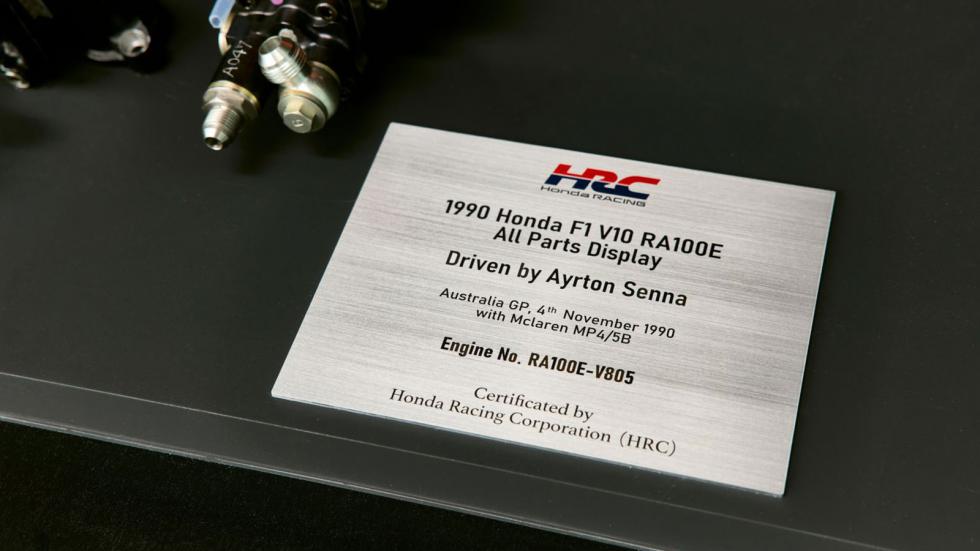 A047
HRC
Honda RACING
1990 Honda F1 V10 RA100E
All Parts Display
Driven by Ayrton Senna
Australia GP, 4th November 1990
with Mclaren MP4/5B
Engine No. RA100E-V805
Certificated by
Honda Racing Corporation (HRC)